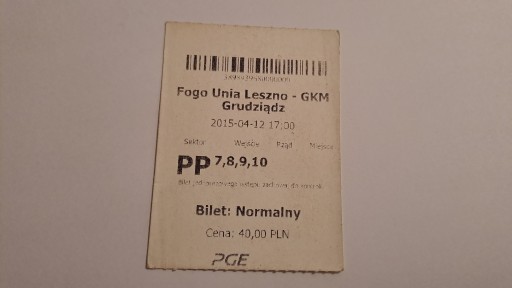 Fogo Unia Leszno - GKM
Grudziądz
2015-04-12 17:00
Sektor Wejście Rząd Miejsce
PP 7,8,9,10
Bilet: Normalny
Cena: 40,00 PLN
PGE